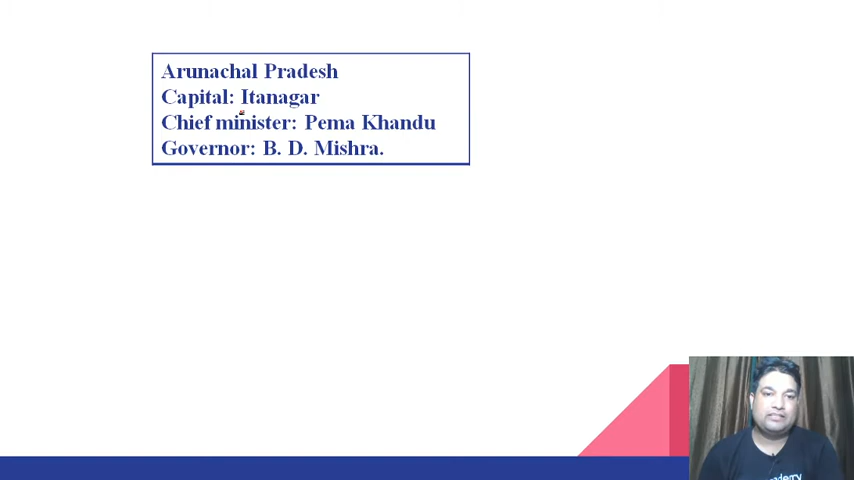 Arunachal Pradesh
Capital: Itanagar
Chief minister: Pema Khandu
Governor: B. D. Mishra.